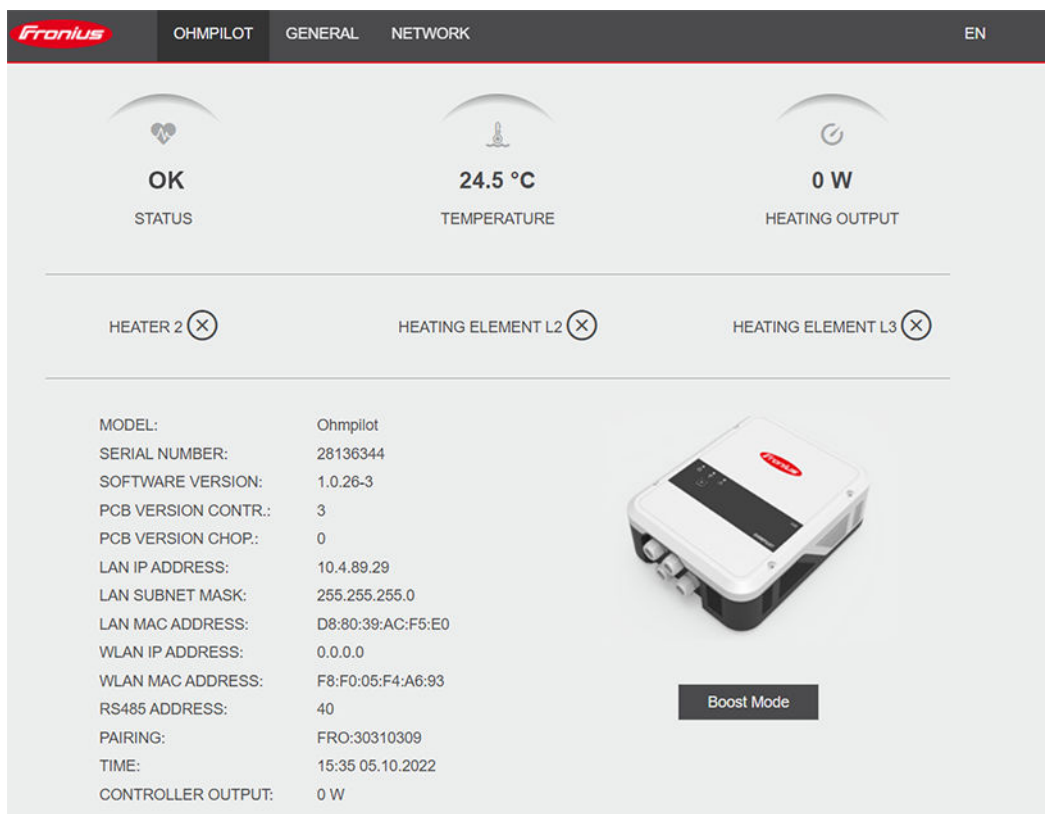 Fronius OHMPILOT GENERAL NETWORK EN
OK 24.5 °C 0 W
STATUS TEMPERATURE HEATING OUTPUT
HEATER 2 HEATING ELEMENT L2 HEATING ELEMENT L3
MODEL: Ohmpilot
SERIAL NUMBER: 28136344
SOFTWARE VERSION: 1.0.26-3
PCB VERSION CONTR.: 3
PCB VERSION CHOP.: 0
LAN IP ADDRESS: 10.4.89.29
LAN SUBNET MASK: 255.255.255.0
LAN MAC ADDRESS: D8:80:39:AC:F5:E0
WLAN IP ADDRESS: 0.0.0.0
WLAN MAC ADDRESS: F8:F0:05:F4:A6:93
RS485 ADDRESS: 40
PAIRING: FRO:30310309
TIME: 15:35 05.10.2022
CONTROLLER OUTPUT: 0 W
Fronius
Boost Mode